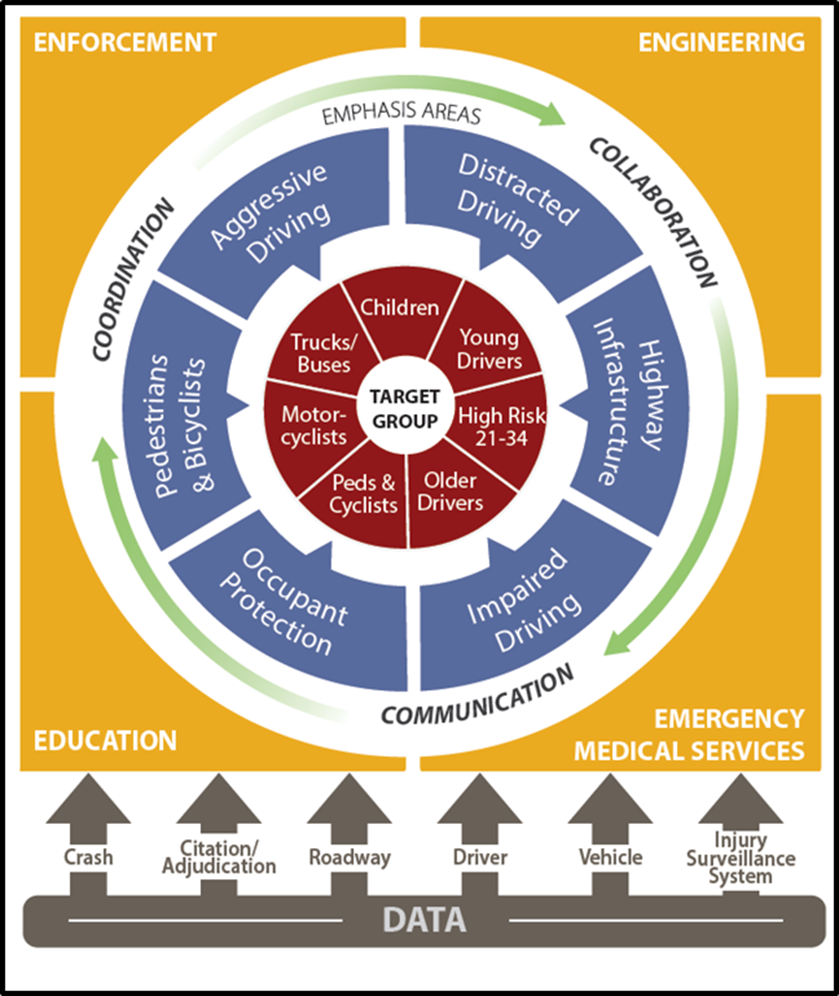 ENFORCEMENT
ENGINEERING
EMPHASIS AREAS
COORDINATION
COLLABORATION
COMMUNICATION
Aggressive
Driving
Distracted
Driving
Highway
Infrastructure
Impaired
Driving
Occupant
Protection
Pedestrians
& Bicyclists
Children
Young
Drivers
High Risk
21-34
Older
Drivers
Peds &
Cyclists
Motor-
cyclists
Trucks/
Buses
TARGET
GROUP
EDUCATION
EMERGENCY
MEDICAL SERVICES
Crash
Citation/
Adjudication
Roadway
Driver
Vehicle
Injury
Surveillance
System
DATA